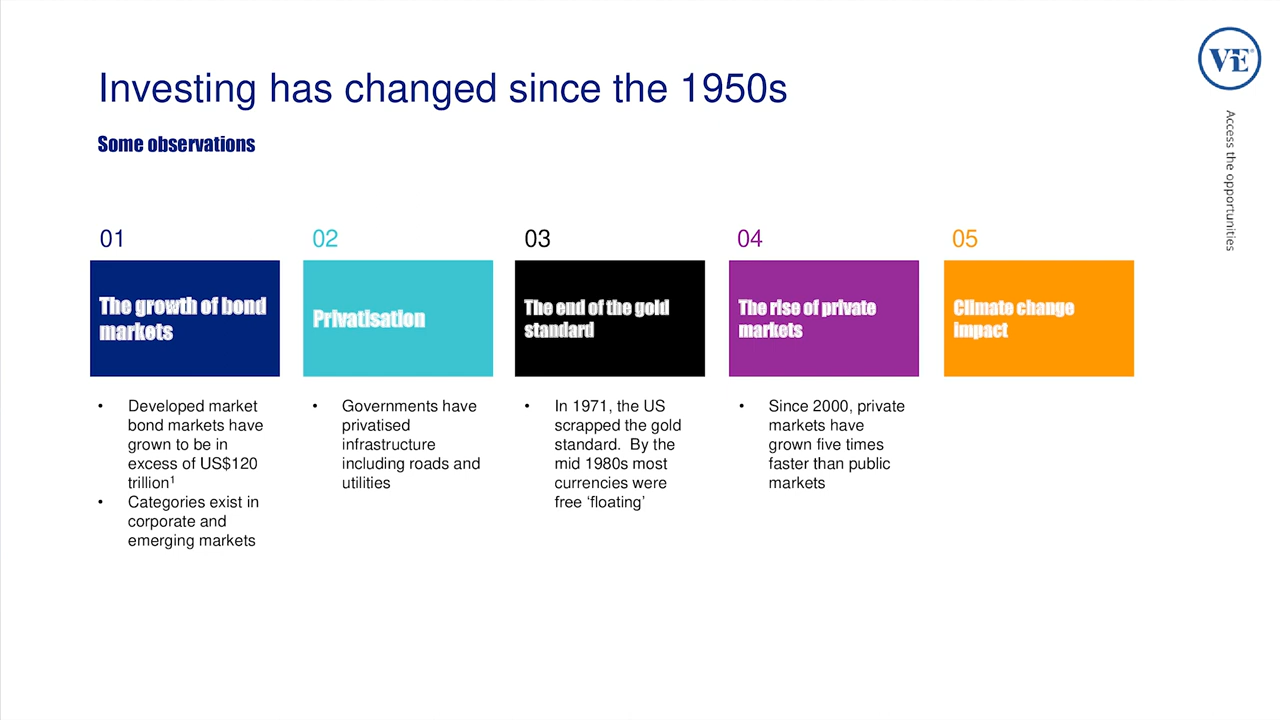 Investing has changed since the 1950s
Some observations
VanEck
Access the opportunities
01
The growth of bond
markets
• Developed market
bond markets have
grown to be in
excess of US$120
trillion¹
• Categories exist in
corporate and
emerging markets
02
Privatisation
• Governments have
privatised
infrastructure
including roads and
utilities
03
The end of the gold
standard
• In 1971, the US
scrapped the gold
standard.  By the
mid 1980s most
currencies were
free ‘floating’
04
The rise of private
markets
• Since 2000, private
markets have
grown five times
faster than public
markets
05
Climate change
impact